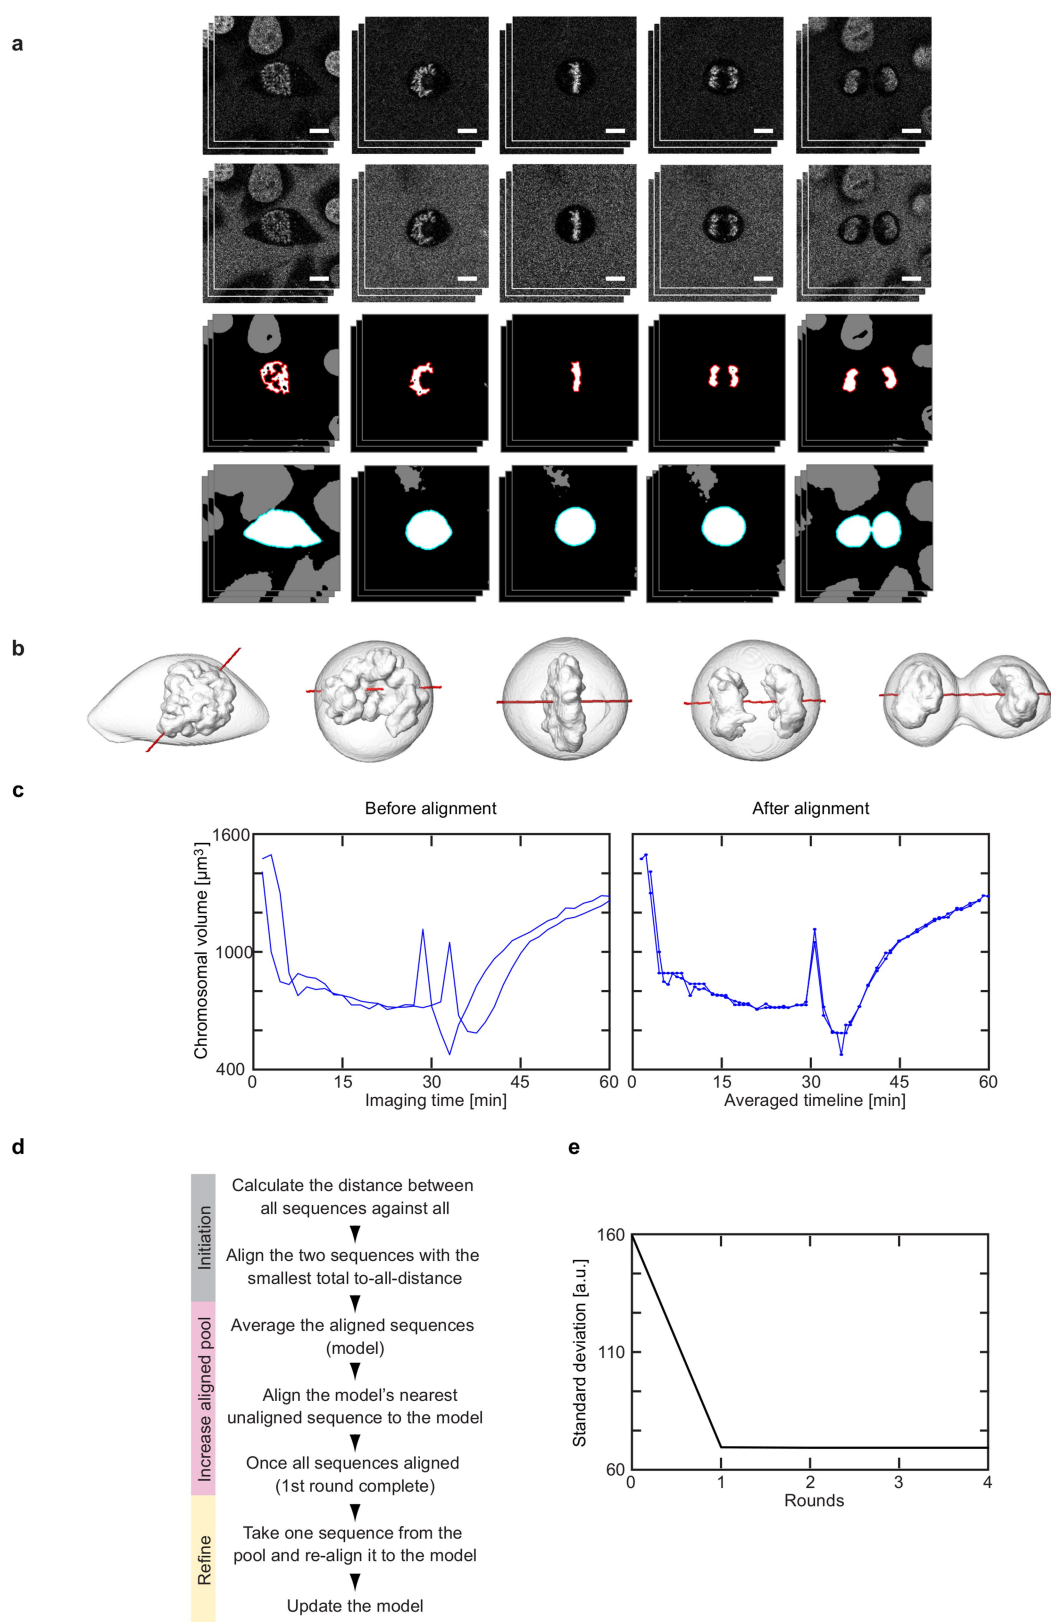 a
b
c
Before alignment
After alignment
Chromosomal volume [µm³]
1600
1000
400
0 15 30 45 60
0 15 30 45 60
Imaging time [min]
Averaged timeline [min]
d
Initiation
Increase aligned pool
Refine
Calculate the distance between
all sequences against all
Align the two sequences with the
smallest total to-all-distance
Average the aligned sequences
(model)
Align the model's nearest
unaligned sequence to the model
Once all sequences aligned
(1st round complete)
Take one sequence from the
pool and re-align it to the model
Update the model
e
Standard deviation [a.u.]
160
110
60
0 1 2 3 4
Rounds